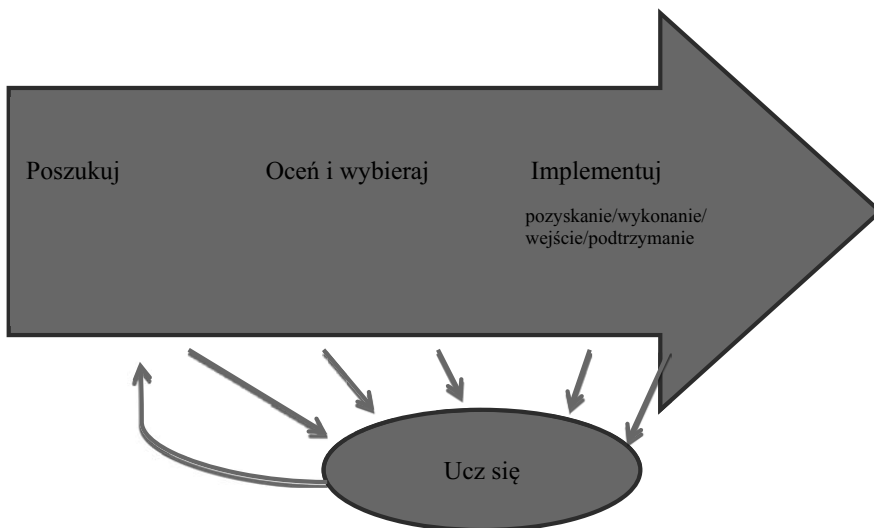 Poszukuj
Oceń i wybieraj
Implementuj
pozyskanie/wykonanie/
wejście/podtrzymanie
Ucz się